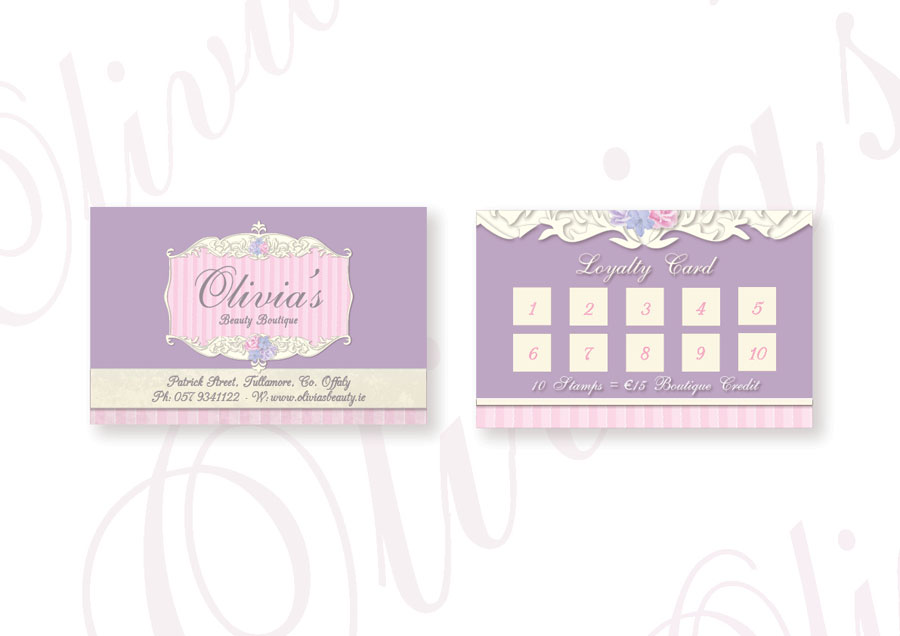 Olivia's
Olivia's
Beauty Boutique
Patrick Street, Tullamore, Co. Offaly
Ph: 057 9341122 - W: www.oliviasbeauty.ie
Loyalty Card
1 2 3 4 5
6 7 8 9 10
10 Stamps = €15 Boutique Credit